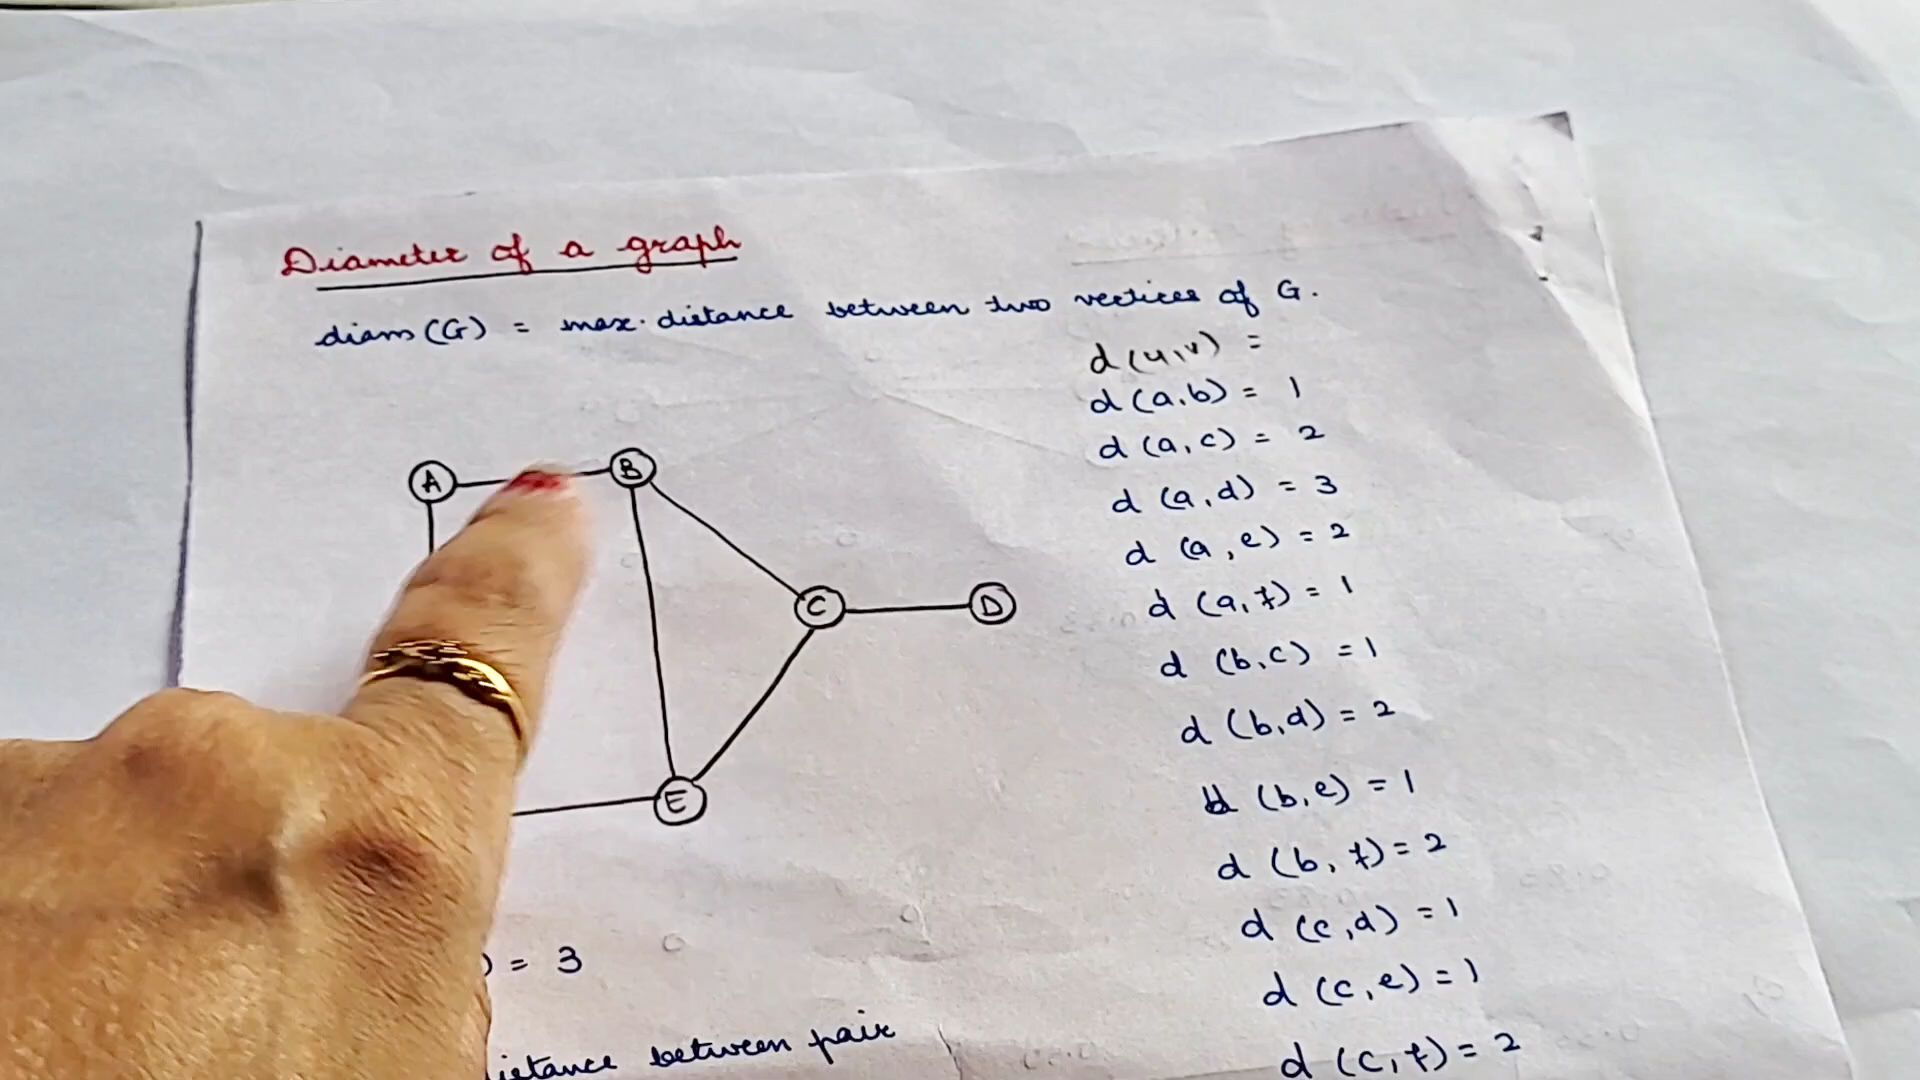 Diameter of a graph
diam (G) = max. distance between two vertices of G.
d (u,v) =
d (a,b) = 1
d (a, c) = 2
d (a, d) = 3
d (a, e) = 2
d (a, f) = 1
d (b, c) = 1
d (b, d) = 2
d (b, e) = 1
d (b, f) = 2
d (c, d) = 1
d (c, e) = 1
d (c, f) = 2
A
B
C
D
E
) = 3
istance between pair